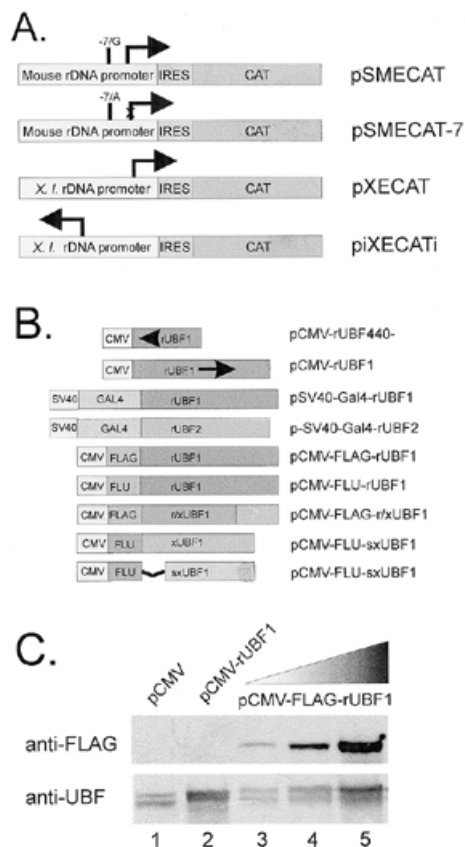 A.
-7/G
Mouse rDNA promoter IRES CAT pSMECAT
-7/A
Mouse rDNA promoter IRES CAT pSMECAT-7
X. l. rDNA promoter IRES CAT pXECAT
X. l. rDNA promoter IRES CAT piXECATi
B.
CMV rUBF1 pCMV-rUBF440-
CMV rUBF1 pCMV-rUBF1
SV40 GAL4 rUBF1 pSV40-Gal4-rUBF1
SV40 GAL4 rUBF2 p-SV40-Gal4-rUBF2
CMV FLAG rUBF1 pCMV-FLAG-rUBF1
CMV FLU rUBF1 pCMV-FLU-rUBF1
CMV FLAG r/xUBF1 pCMV-FLAG-r/xUBF1
CMV FLU xUBF1 pCMV-FLU-sxUBF1
CMV FLU sxUBF1 pCMV-FLU-sxUBF1
C.
pCMV pCMV-rUBF1 pCMV-FLAG-rUBF1
anti-FLAG
anti-UBF
1 2 3 4 5